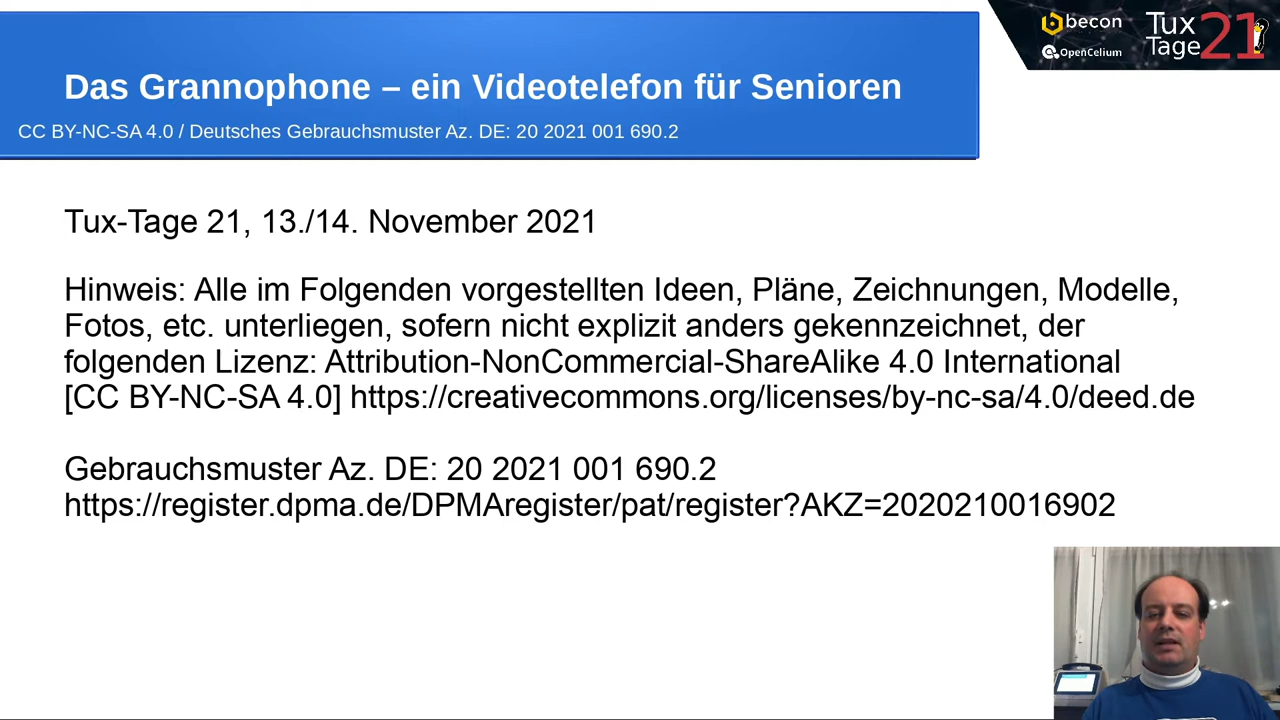 becon
OpenCelium
Tux
Tage 21
Das Grannophone – ein Videotelefon für Senioren
CC BY-NC-SA 4.0 / Deutsches Gebrauchsmuster Az. DE: 20 2021 001 690.2
Tux-Tage 21, 13./14. November 2021
Hinweis: Alle im Folgenden vorgestellten Ideen, Pläne, Zeichnungen, Modelle,
Fotos, etc. unterliegen, sofern nicht explizit anders gekennzeichnet, der
folgenden Lizenz: Attribution-NonCommercial-ShareAlike 4.0 International
[CC BY-NC-SA 4.0] https://creativecommons.org/licenses/by-nc-sa/4.0/deed.de
Gebrauchsmuster Az. DE: 20 2021 001 690.2
https://register.dpma.de/DPMAregister/pat/register?AKZ=2020210016902